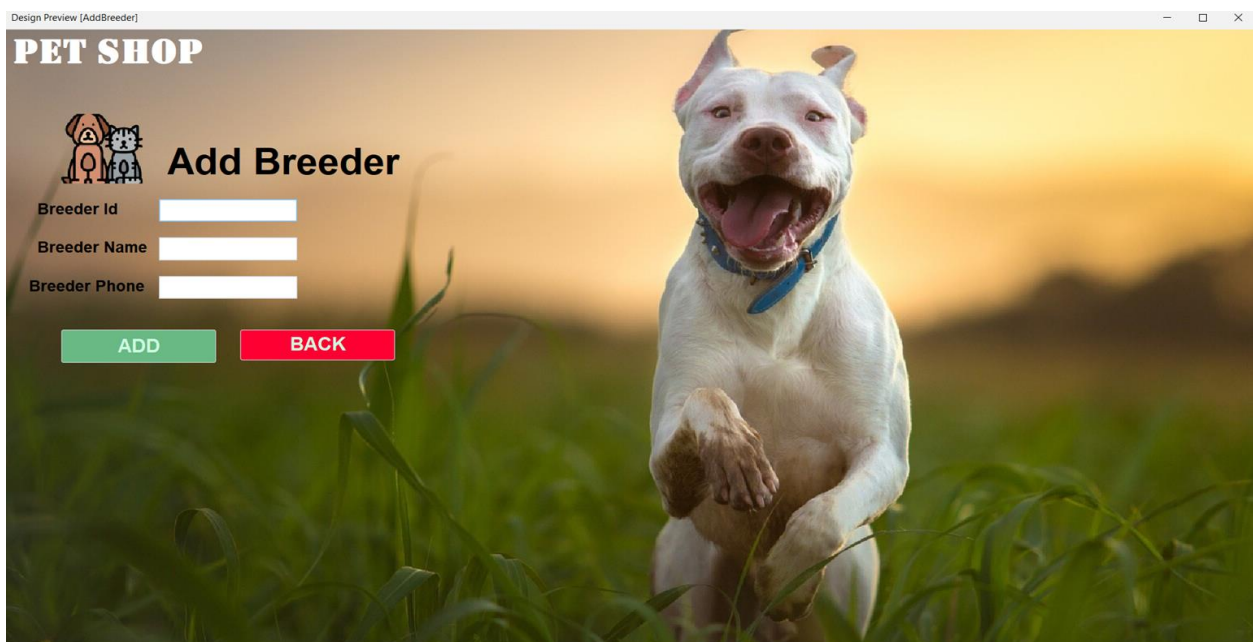 Design Preview [AddBreeder]
PET SHOP
Add Breeder
Breeder Id
Breeder Name
Breeder Phone
ADD BACK